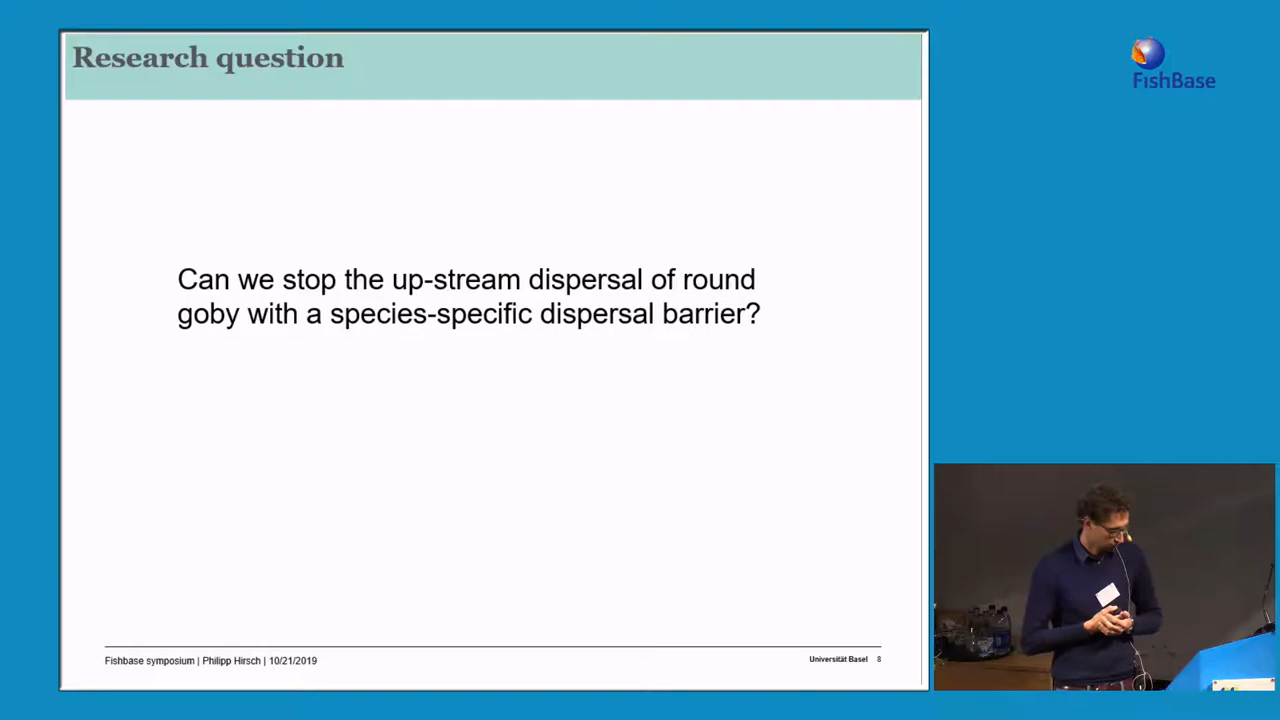 Research question
FishBase
Can we stop the up-stream dispersal of round
goby with a species-specific dispersal barrier?
Fishbase symposium | Philipp Hirsch | 10/21/2019
Universität Basel 8